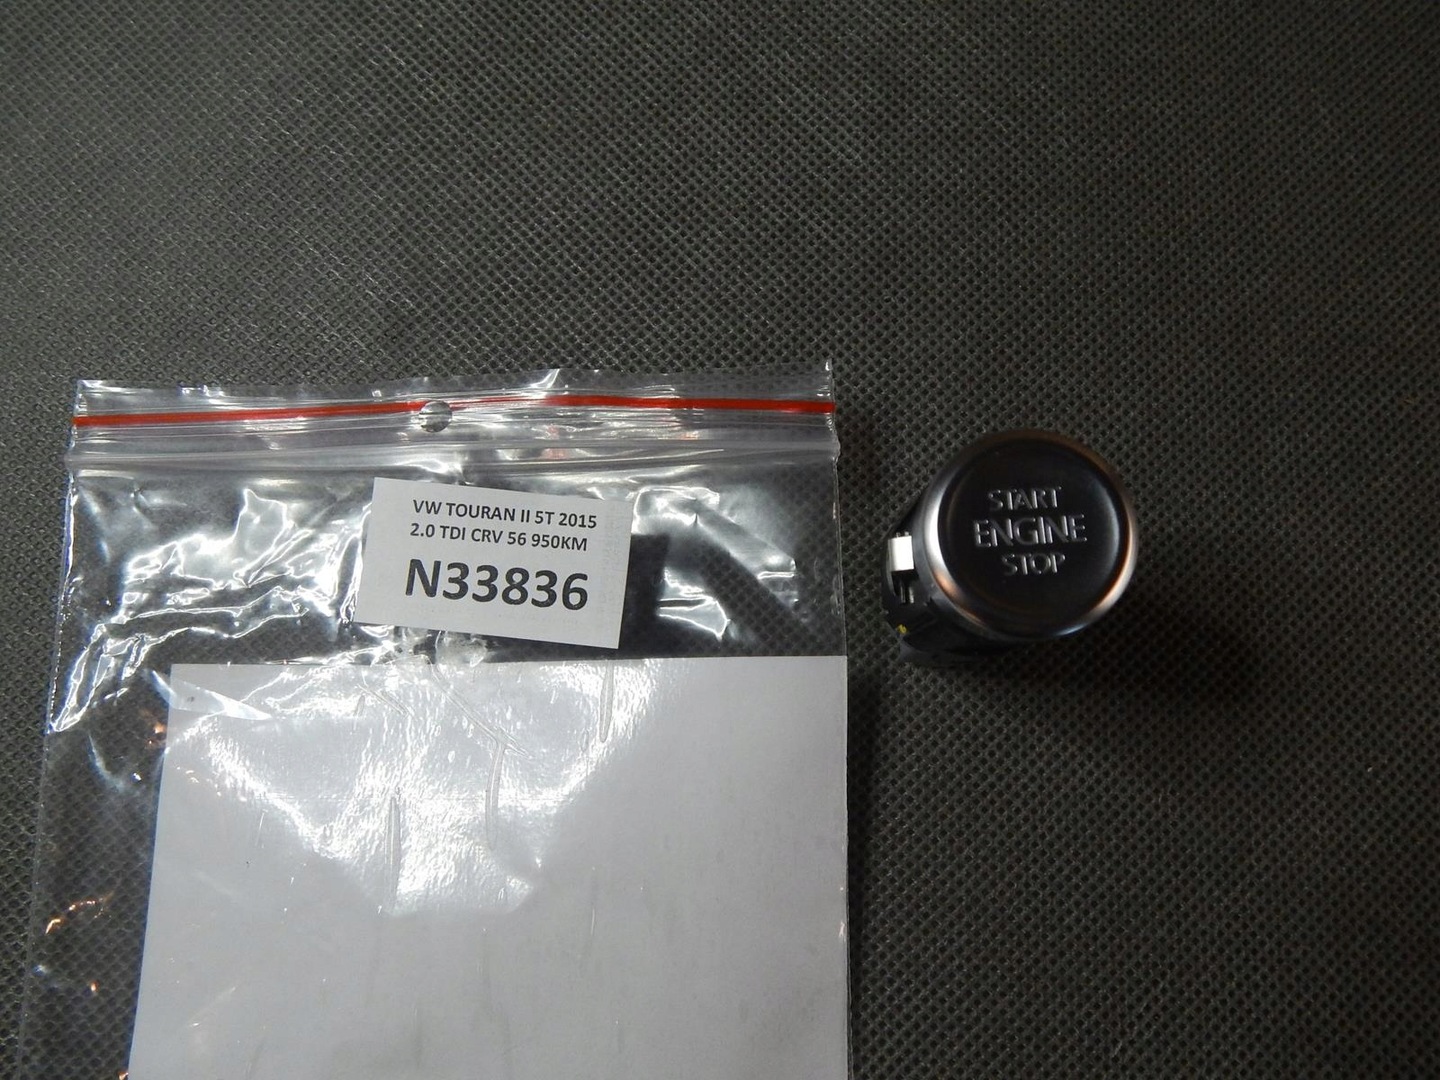 VW TOURAN II 5T 2015
2.0 TDI CRV 56 950KM
N33836
START
ENGINE
STOP